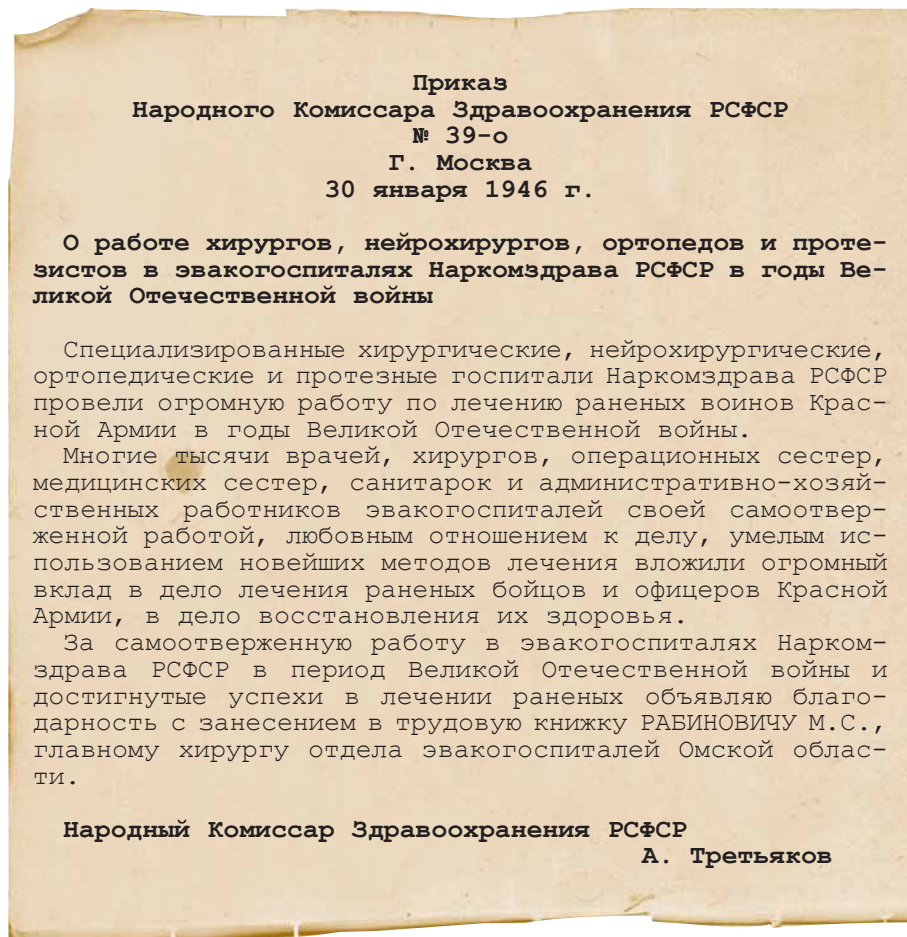 Приказ
Народного Комиссара Здравоохранения РСФСР
№ 39-о
Г. Москва
30 января 1946 г.
О работе хирургов, нейрохирургов, ортопедов и проте-
зистов в эвакогоспиталях Наркомздрава РСФСР в годы Ве-
ликой Отечественной войны
Специализированные хирургические, нейрохирургические,
ортопедические и протезные госпитали Наркомздрава РСФСР
провели огромную работу по лечению раненых воинов Крас-
ной Армии в годы Великой Отечественной войны.
Многие тысячи врачей, хирургов, операционных сестер,
медицинских сестер, санитарок и административно-хозяй-
ственных работников эвакогоспиталей своей самоотвер-
женной работой, любовным отношением к делу, умелым ис-
пользованием новейших методов лечения вложили огромный
вклад в дело лечения раненых бойцов и офицеров Красной
Армии, в дело восстановления их здоровья.
За самоотверженную работу в эвакогоспиталях Нарком-
здрава РСФСР в период Великой Отечественной войны и
достигнутые успехи в лечении раненых объявляю благо-
дарность с занесением в трудовую книжку РАБИНОВИЧУ М.С.,
главному хирургу отдела эвакогоспиталей Омской облас-
ти.
Народный Комиссар Здравоохранения РСФСР
А. Третьяков